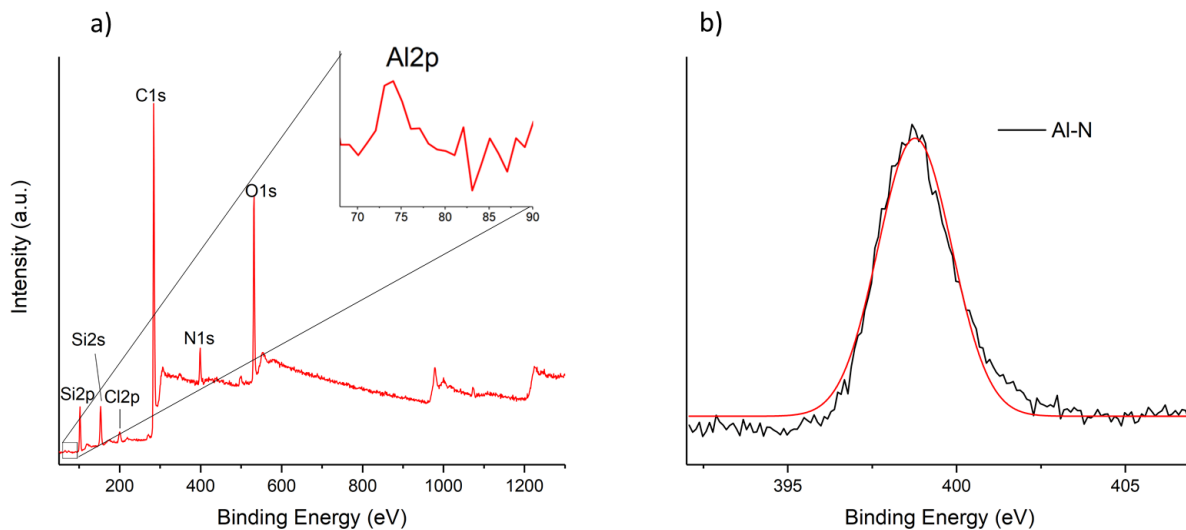 a)
Al2p
C1s
O1s
70 75 80 85 90
Si2s
N1s
Si2p
Cl2p
Intensity (a.u.)
200 400 600 800 1000 1200
Binding Energy (eV)
b)
Al-N
395 400 405
Binding Energy (eV)